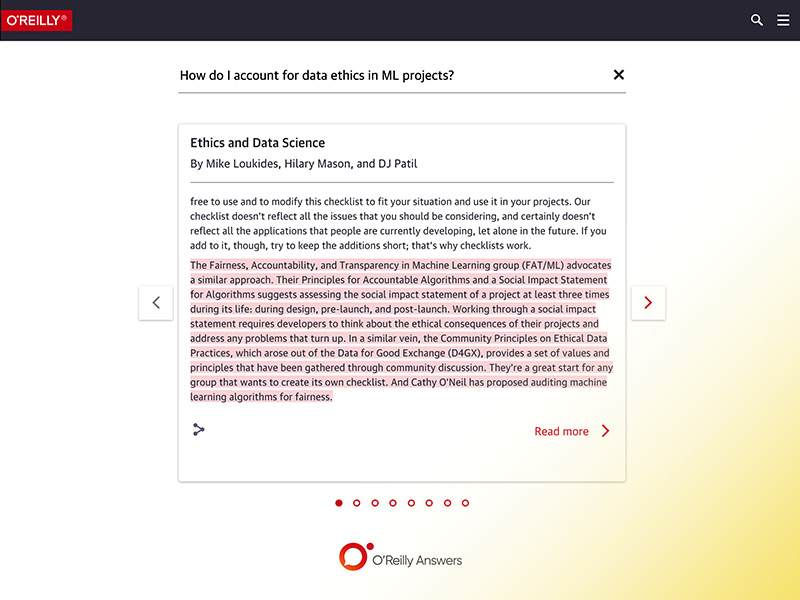 O'REILLY®
How do I account for data ethics in ML projects?
Ethics and Data Science
By Mike Loukides, Hilary Mason, and DJ Patil
free to use and to modify this checklist to fit your situation and use it in your projects. Our
checklist doesn't reflect all the issues that you should be considering, and certainly doesn't
reflect all the applications that people are currently developing, let alone in the future. If you
add to it, though, try to keep the additions short; that's why checklists work.
The Fairness, Accountability, and Transparency in Machine Learning group (FAT/ML) advocates
a similar approach. Their Principles for Accountable Algorithms and a Social Impact Statement
for Algorithms suggests assessing the social impact statement of a project at least three times
during its life: during design, pre-launch, and post-launch. Working through a social impact
statement requires developers to think about the ethical consequences of their projects and
address any problems that turn up. In a similar vein, the Community Principles on Ethical Data
Practices, which arose out of the Data for Good Exchange (D4GX), provides a set of values and
principles that have been gathered through community discussion. They're a great start for any
group that wants to create its own checklist. And Cathy O'Neil has proposed auditing machine
learning algorithms for fairness.
Read more
O'Reilly Answers